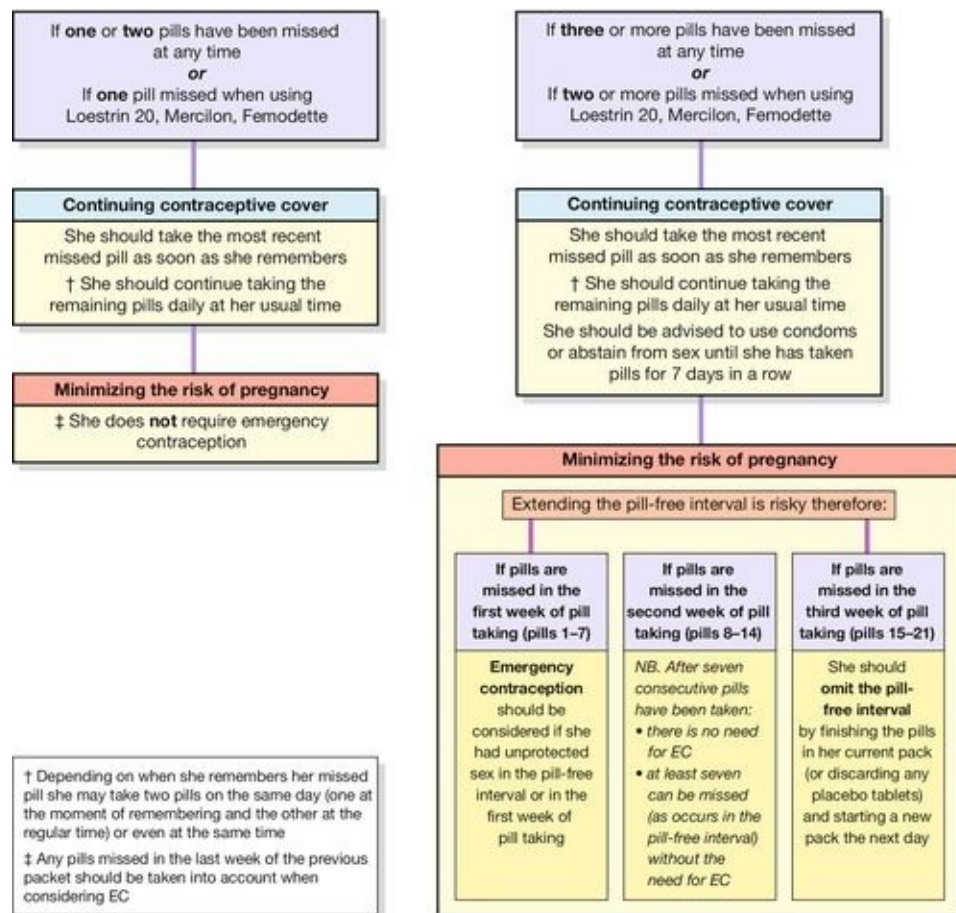 If one or two pills have been missed
at any time
or
If one pill missed when using
Loestrin 20, Mercilon, Femodette
Continuing contraceptive cover
She should take the most recent
missed pill as soon as she remembers
† She should continue taking the
remaining pills daily at her usual time
Minimizing the risk of pregnancy
‡ She does not require emergency
contraception
If three or more pills have been missed
at any time
or
If two or more pills missed when using
Loestrin 20, Mercilon, Femodette
Continuing contraceptive cover
She should take the most recent
missed pill as soon as she remembers
† She should continue taking the
remaining pills daily at her usual time
She should be advised to use condoms
or abstain from sex until she has taken
pills for 7 days in a row
Minimizing the risk of pregnancy
Extending the pill-free interval is risky therefore:
If pills are
missed in the
first week of pill
taking (pills 1–7)
Emergency
contraception
should be
considered if she
had unprotected
sex in the pill-free
interval or in the
first week of
pill taking
If pills are
missed in the
second week of pill
taking (pills 8–14)
NB. After seven
consecutive pills
have been taken:
• there is no need
for EC
• at least seven
can be missed
(as occurs in the
pill-free interval)
without the
need for EC
If pills are
missed in the
third week of pill
taking (pills 15–21)
She should
omit the pill-
free interval
by finishing the pills
in her current pack
(or discarding any
placebo tablets)
and starting a new
pack the next day
† Depending on when she remembers her missed
pill she may take two pills on the same day (one at
the moment of remembering and the other at the
regular time) or even at the same time
‡ Any pills missed in the last week of the previous
packet should be taken into account when
considering EC